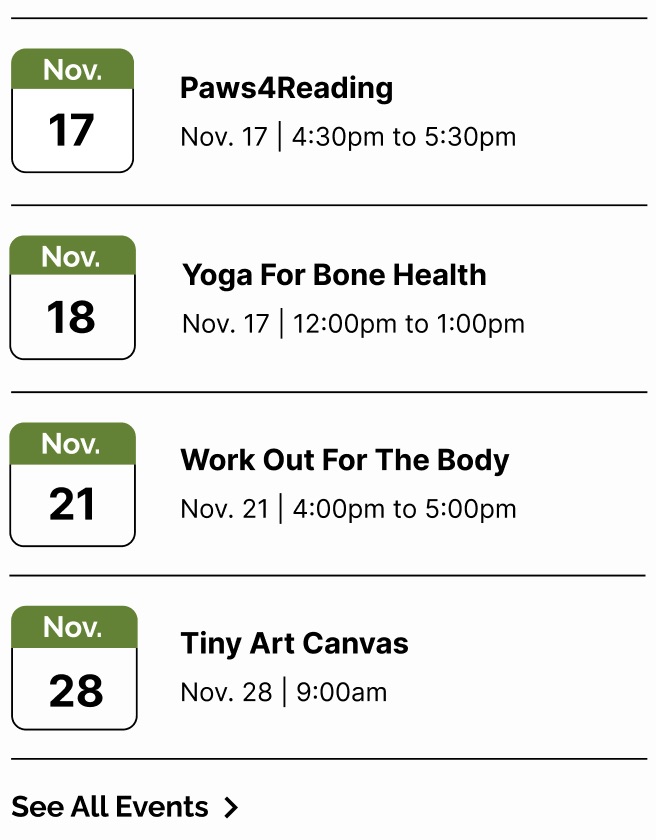 Nov.
17
Paws4Reading
Nov. 17 | 4:30pm to 5:30pm
Nov.
18
Yoga For Bone Health
Nov. 17 | 12:00pm to 1:00pm
Nov.
21
Work Out For The Body
Nov. 21 | 4:00pm to 5:00pm
Nov.
28
Tiny Art Canvas
Nov. 28 | 9:00am
See All Events